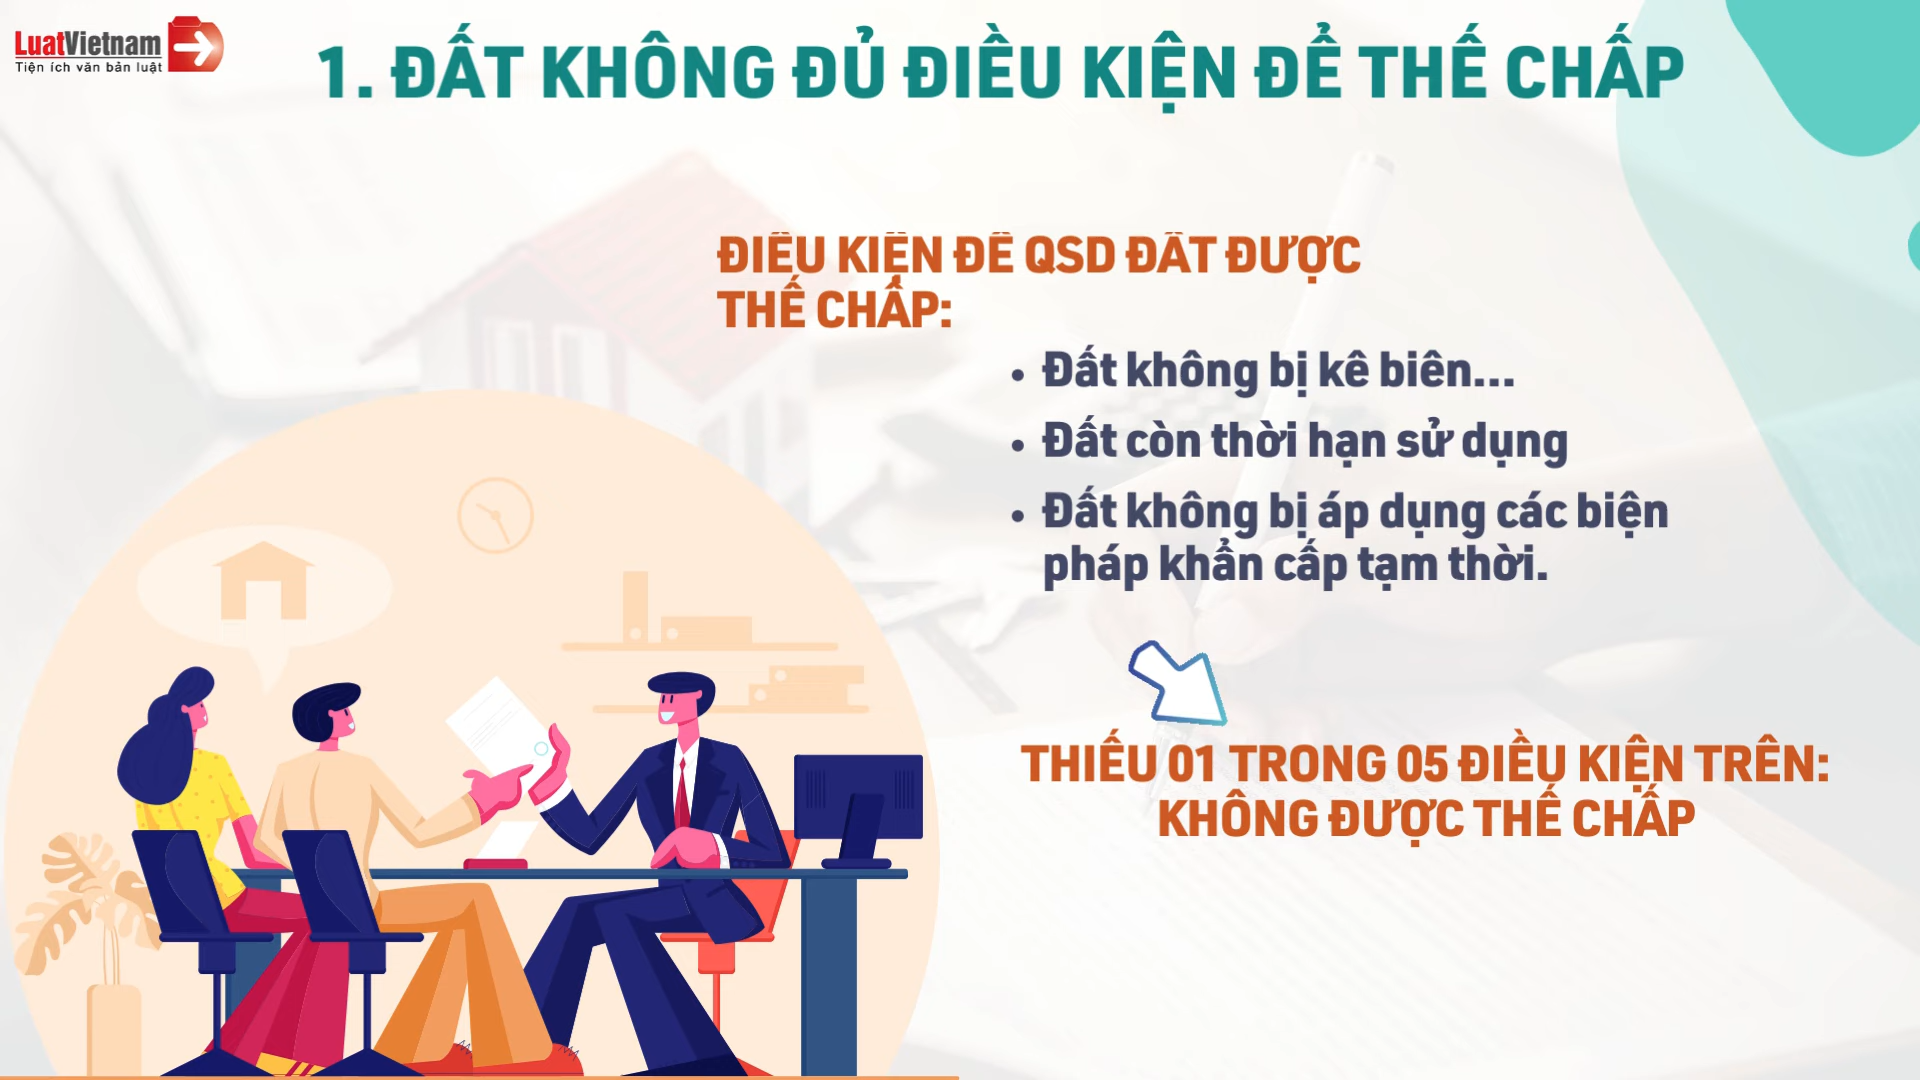 LuatVietnam
Tiện ích văn bản luật
1. ĐẤT KHÔNG ĐỦ ĐIỀU KIỆN ĐỂ THẾ CHẤP
ĐIỀU KIỆN ĐỂ QSD ĐẤT ĐƯỢC
THẾ CHẤP:
• Đất không bị kê biên...
• Đất còn thời hạn sử dụng
• Đất không bị áp dụng các biện
pháp khẩn cấp tạm thời.
THIẾU 01 TRONG 05 ĐIỀU KIỆN TRÊN:
KHÔNG ĐƯỢC THẾ CHẤP